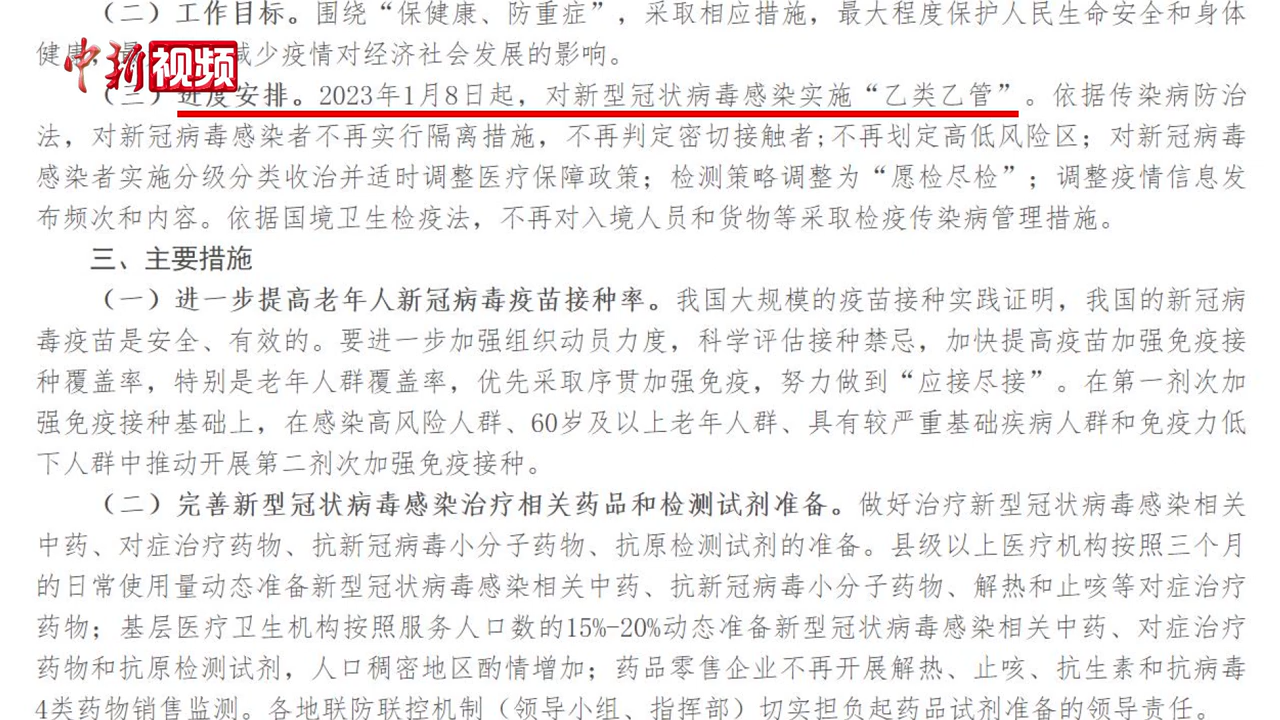 （二）工作目标。围绕“保健康、防重症”，采取相应措施，最大程度保护人民生命安全和身体
健康，最 减少疫情对经济社会发展的影响。
中新视频
（三）进度安排。2023年1月8日起，对新型冠状病毒感染实施“乙类乙管”。依据传染病防治
法，对新冠病毒感染者不再实行隔离措施，不再判定密切接触者;不再划定高低风险区；对新冠病毒
感染者实施分级分类收治并适时调整医疗保障政策；检测策略调整为“愿检尽检”；调整疫情信息发
布频次和内容。依据国境卫生检疫法，不再对入境人员和货物等采取检疫传染病管理措施。
三、主要措施
（一）进一步提高老年人新冠病毒疫苗接种率。我国大规模的疫苗接种实践证明，我国的新冠病
毒疫苗是安全、有效的。要进一步加强组织动员力度，科学评估接种禁忌，加快提高疫苗加强免疫接
种覆盖率，特别是老年人群覆盖率，优先采取序贯加强免疫，努力做到“应接尽接”。在第一剂次加
强免疫接种基础上，在感染高风险人群、60岁及以上老年人群、具有较严重基础疾病人群和免疫力低
下人群中推动开展第二剂次加强免疫接种。
（二）完善新型冠状病毒感染治疗相关药品和检测试剂准备。做好治疗新型冠状病毒感染相关
中药、对症治疗药物、抗新冠病毒小分子药物、抗原检测试剂的准备。县级以上医疗机构按照三个月
的日常使用量动态准备新型冠状病毒感染相关中药、抗新冠病毒小分子药物、解热和止咳等对症治疗
药物；基层医疗卫生机构按照服务人口数的15%-20%动态准备新型冠状病毒感染相关中药、对症治疗
药物和抗原检测试剂，人口稠密地区酌情增加；药品零售企业不再开展解热、止咳、抗生素和抗病毒
4类药物销售监测。各地联防联控机制（领导小组、指挥部）切实担负起药品试剂准备的领导责任。